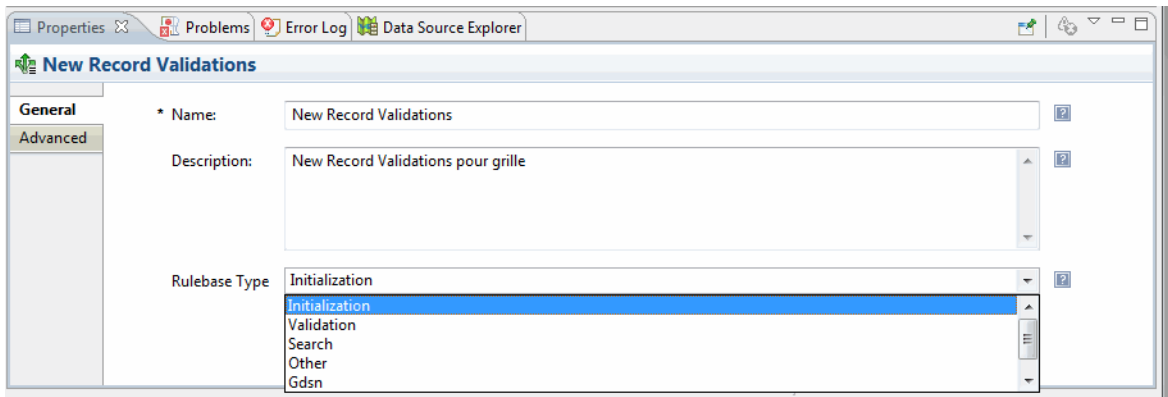 Properties Problems Error Log Data Source Explorer
New Record Validations
General
* Name: New Record Validations ?
Advanced
Description: New Record Validations pour grille ?
Rulebase Type Initialization ?
Initialization
Validation
Search
Other
Gdsn